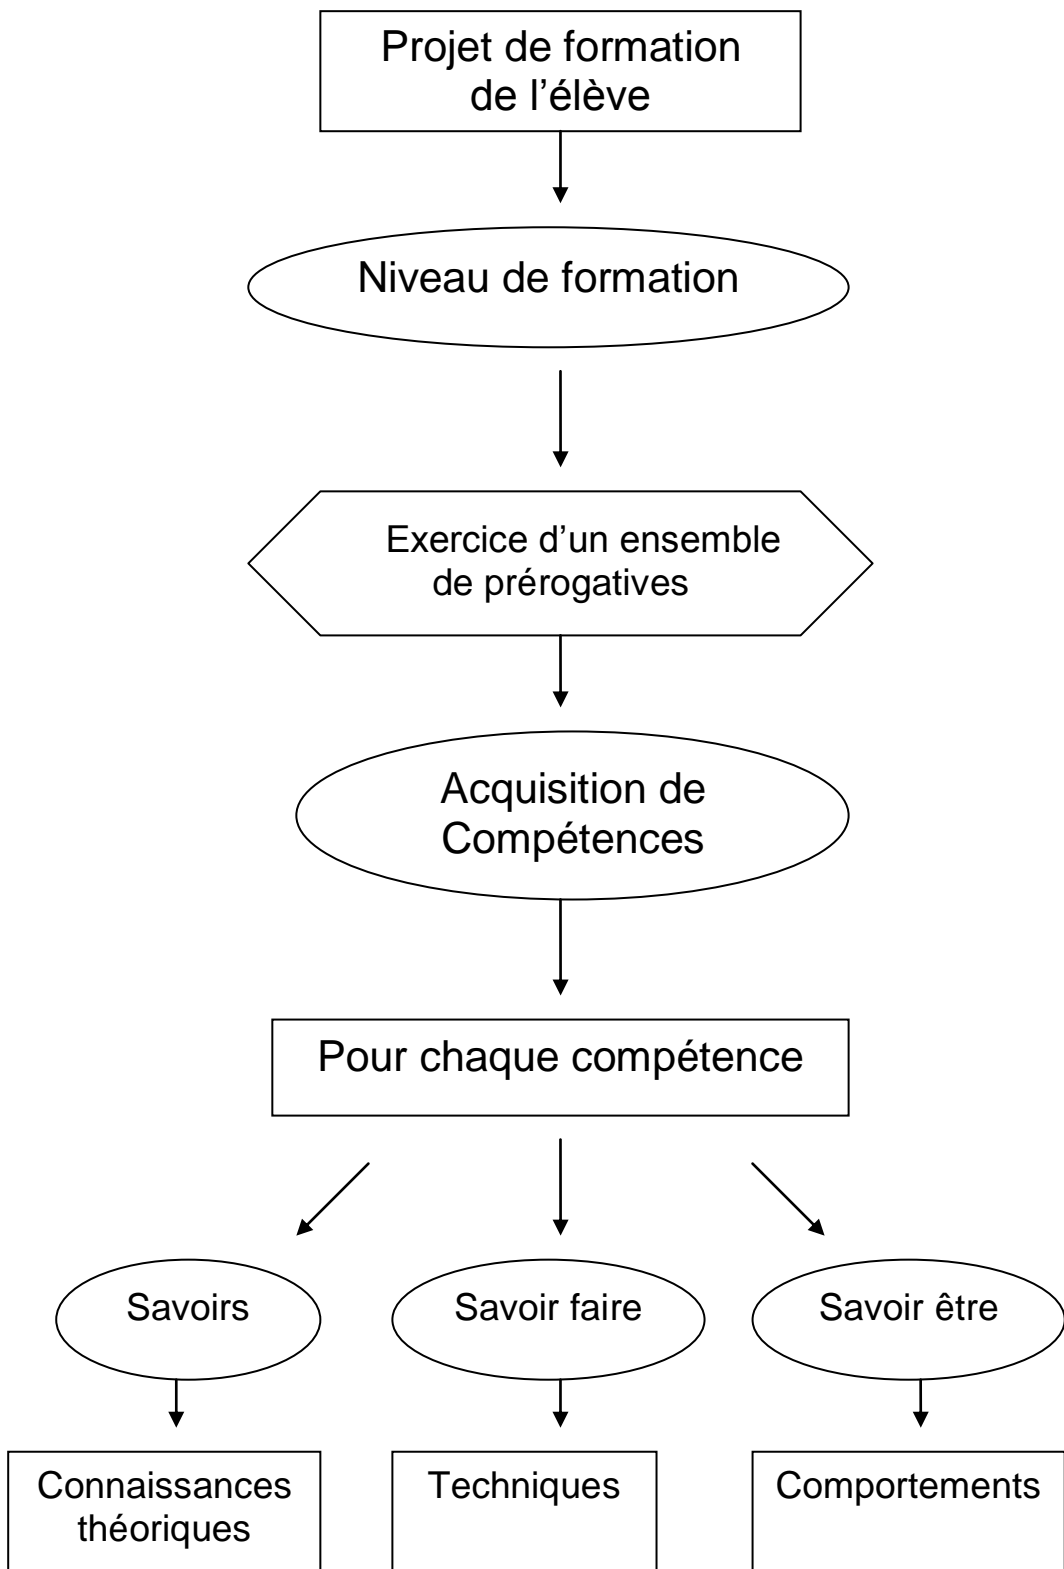 Projet de formation
de l’élève
Niveau de formation
Exercice d’un ensemble
de prérogatives
Acquisition de
Compétences
Pour chaque compétence
Savoirs
Savoir faire
Savoir être
Connaissances
théoriques
Techniques
Comportements